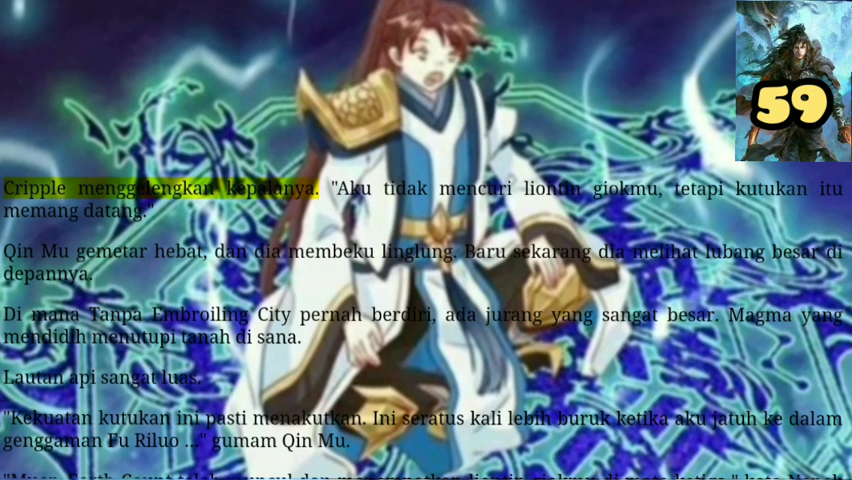 59
Cripple menggelengkan kepalanya. "Aku tidak mencuri liontin giokmu, tetapi kutukan itu
memang datang."
Qin Mu gemetar hebat, dan dia membeku linglung. Baru sekarang dia melihat lubang besar di
depannya.
Di mana Tanpa Embroiling City pernah berdiri, ada jurang yang sangat besar. Magma yang
mendidih menutupi tanah di sana.
Lautan api sangat luas.
"Kekuatan kutukan ini pasti menakutkan. Ini seratus kali lebih buruk ketika aku jatuh ke dalam
genggaman Fu Riluo ..." gumam Qin Mu.